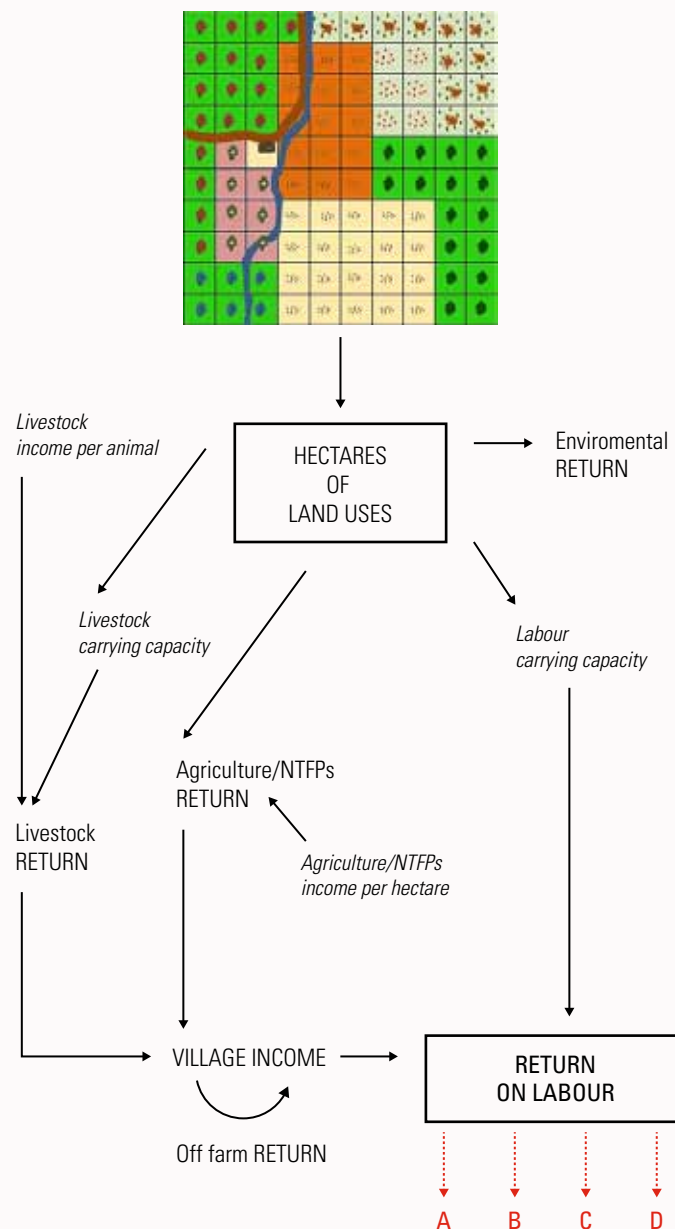 Livestock
income per animal
HECTARES
OF
LAND USES
Enviromental
RETURN
Livestock
carrying capacity
Labour
carrying capacity
Agriculture/NTFPs
RETURN
Livestock
RETURN
Agriculture/NTFPs
income per hectare
VILLAGE INCOME
RETURN
ON LABOUR
Off farm RETURN
A B C D